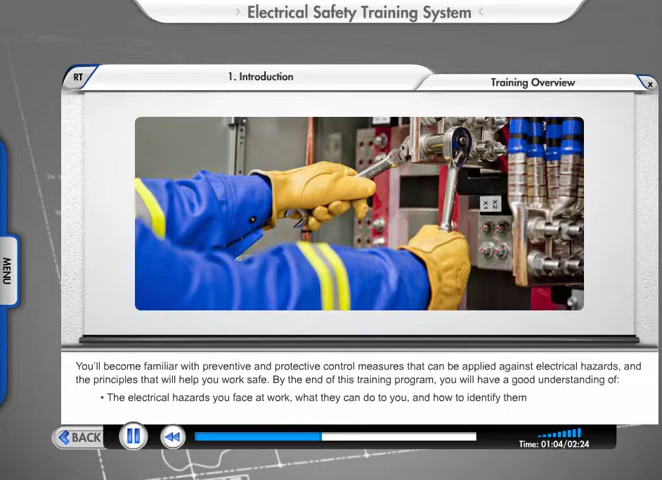 Electrical Safety Training System
RT
1. Introduction
Training Overview
x
MENU
X1
X2
You'll become familiar with preventive and protective control measures that can be applied against electrical hazards, and
the principles that will help you work safe. By the end of this training program, you will have a good understanding of:
• The electrical hazards you face at work, what they can do to you, and how to identify them
BACK
Time: 01:04/02:24